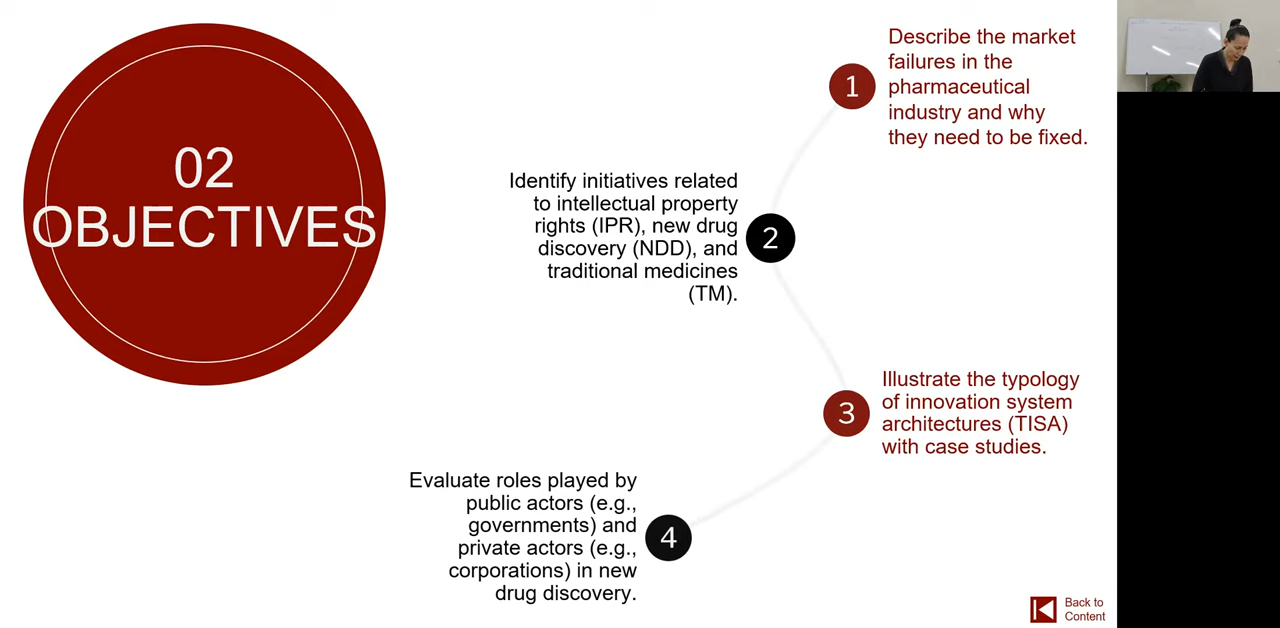 02
OBJECTIVES
1
Describe the market
failures in the
pharmaceutical
industry and why
they need to be fixed.
Identify initiatives related
to intellectual property
rights (IPR), new drug
discovery (NDD), and
traditional medicines
(TM).
2
3
Illustrate the typology
of innovation system
architectures (TISA)
with case studies.
Evaluate roles played by
public actors (e.g.,
governments) and
private actors (e.g.,
corporations) in new
drug discovery.
4
Back to
Content